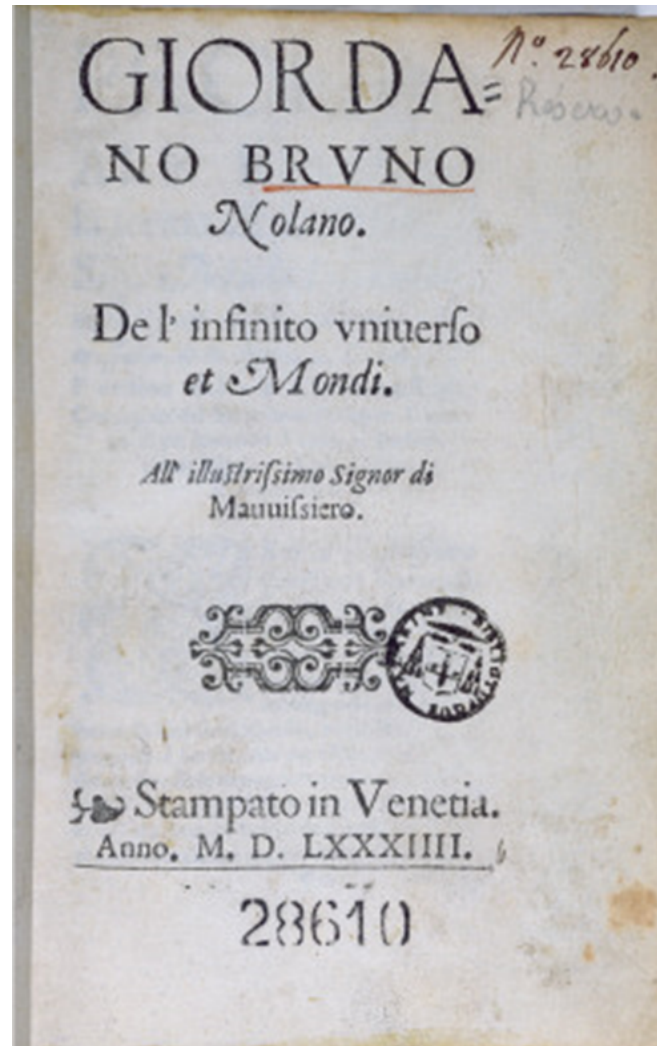 GIORDA=
Nº. 28610.
NO BRVNO
Nolano.
De l' infinito vniuerſo
et Mondi.
All' illuſtriſsimo Signor di
Mauuiſsiero.
Stampato in Venetia.
Anno. M. D. LXXXIIII.
28610